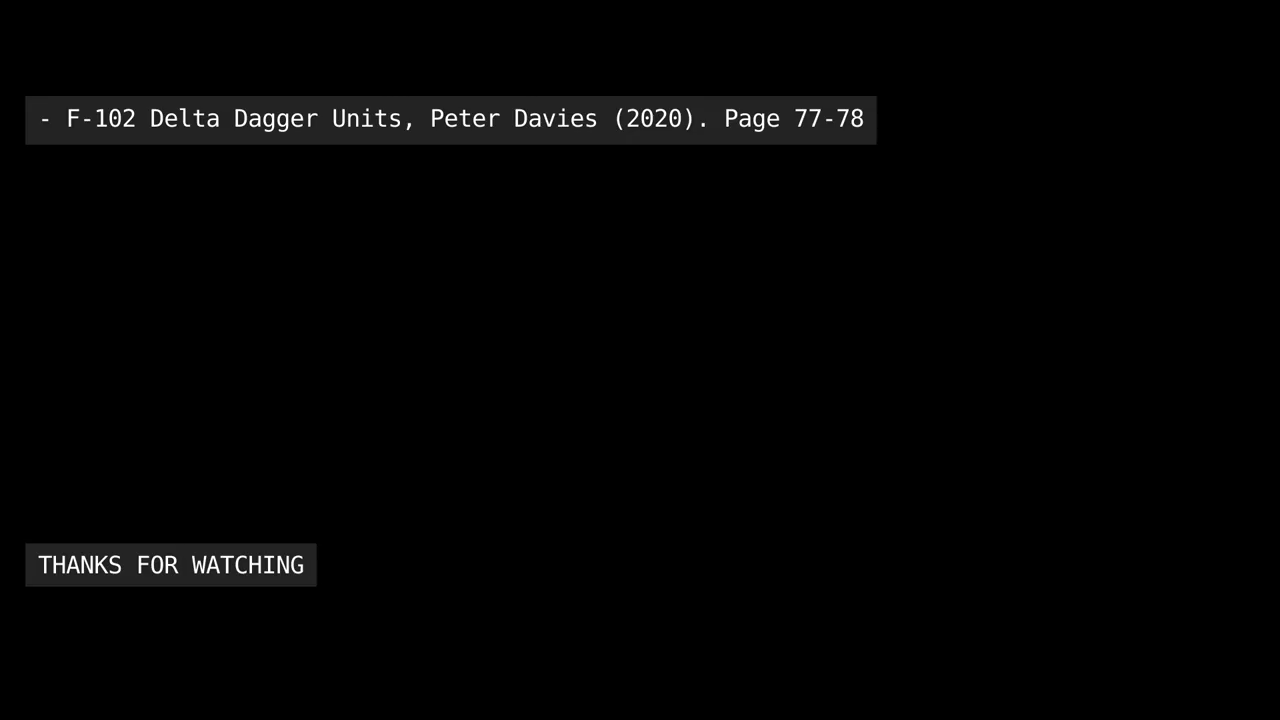 - F-102 Delta Dagger Units, Peter Davies (2020). Page 77-78
THANKS FOR WATCHING